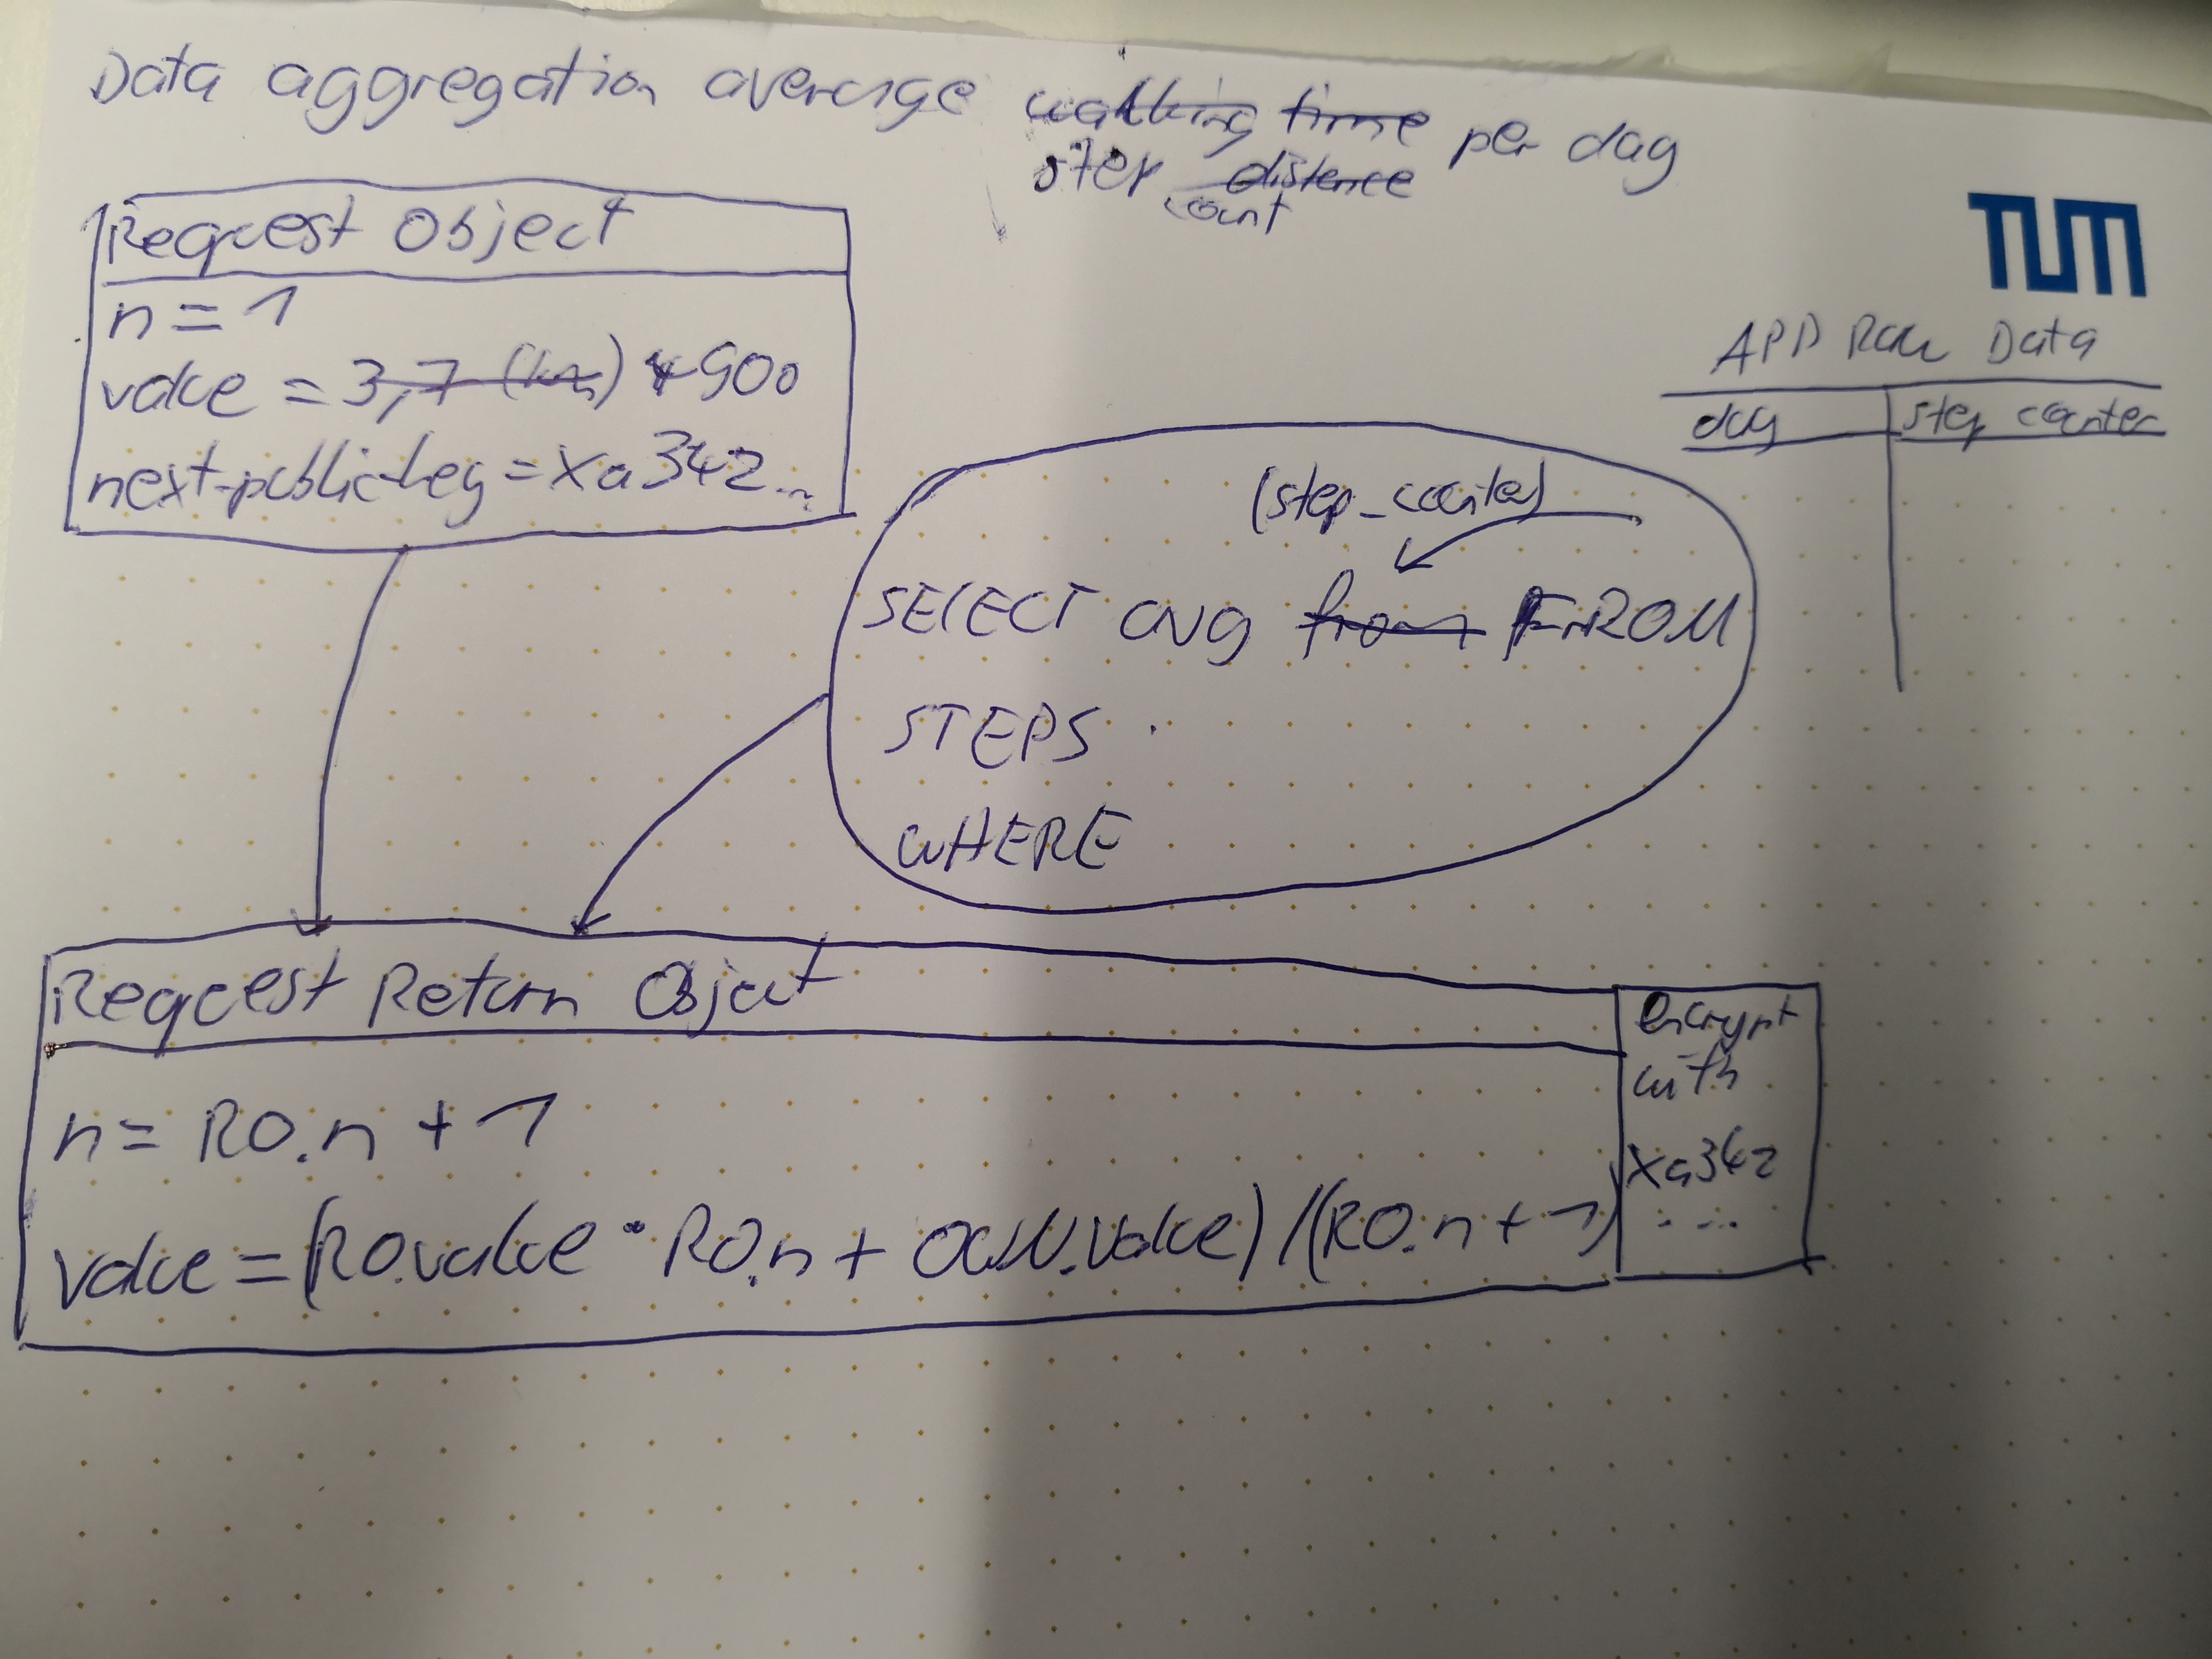 Data aggregation average walking time per day
step distance
count
Request Object
n = 1
value = 3,7 (km) 4900
next-public-key = xa342...
TUM
APP Raw Data
day step counter
(step_counter)
SELECT avg from FROM
STEPS
WHERE
Request Return Object
n = RO.n + 1
value = (RO.value · RO.n + OWN.value) / (RO.n + 1)
encrypt
with
xa342
...